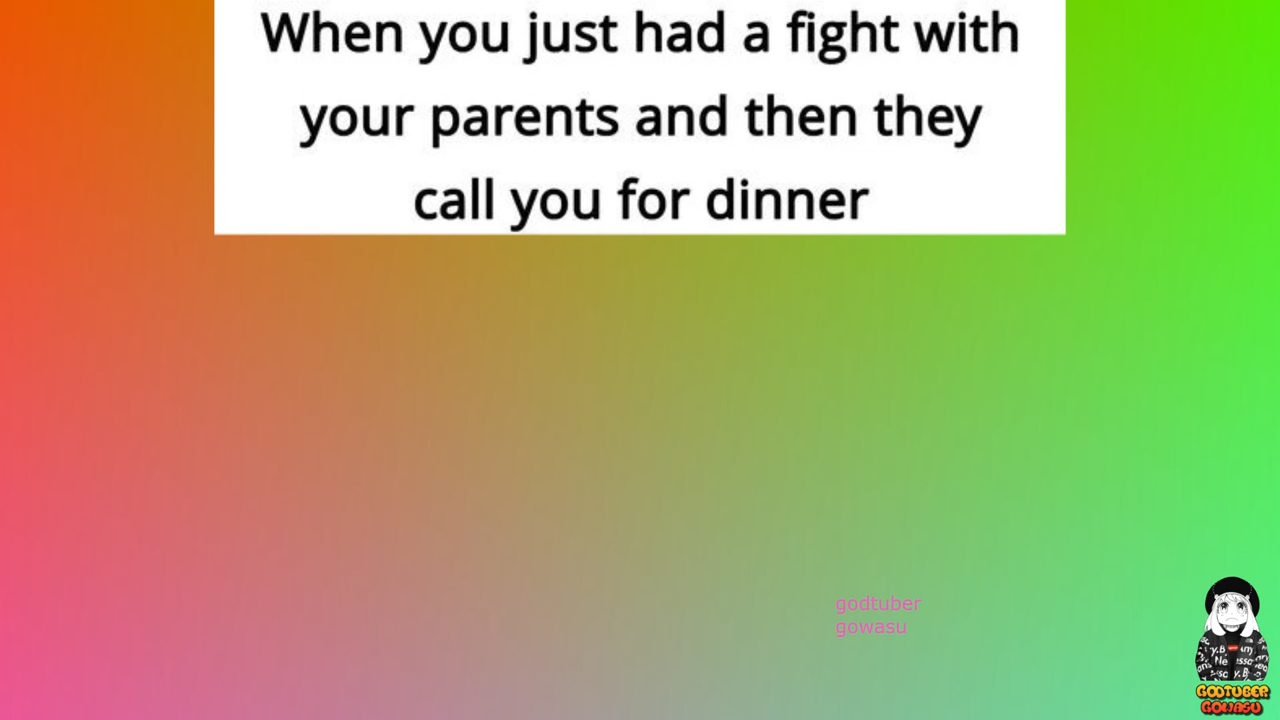 When you just had a fight with
your parents and then they
call you for dinner
godtuber
gowasu
GODTUBER
GOWASU